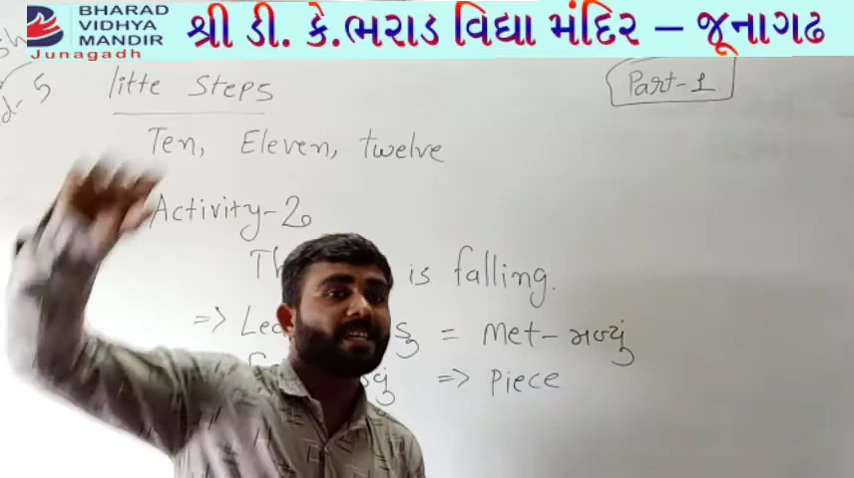 BHARAD
VIDHYA
MANDIR
Junagadh
શ્રી ડી. કે.ભરાડ વિદ્યા મંદિર – જૂનાગઢ
5
litte Steps
Part-1
Ten, Eleven, twelve
Activity-2
is falling.
=> = met-મળ્યું
=> Piece